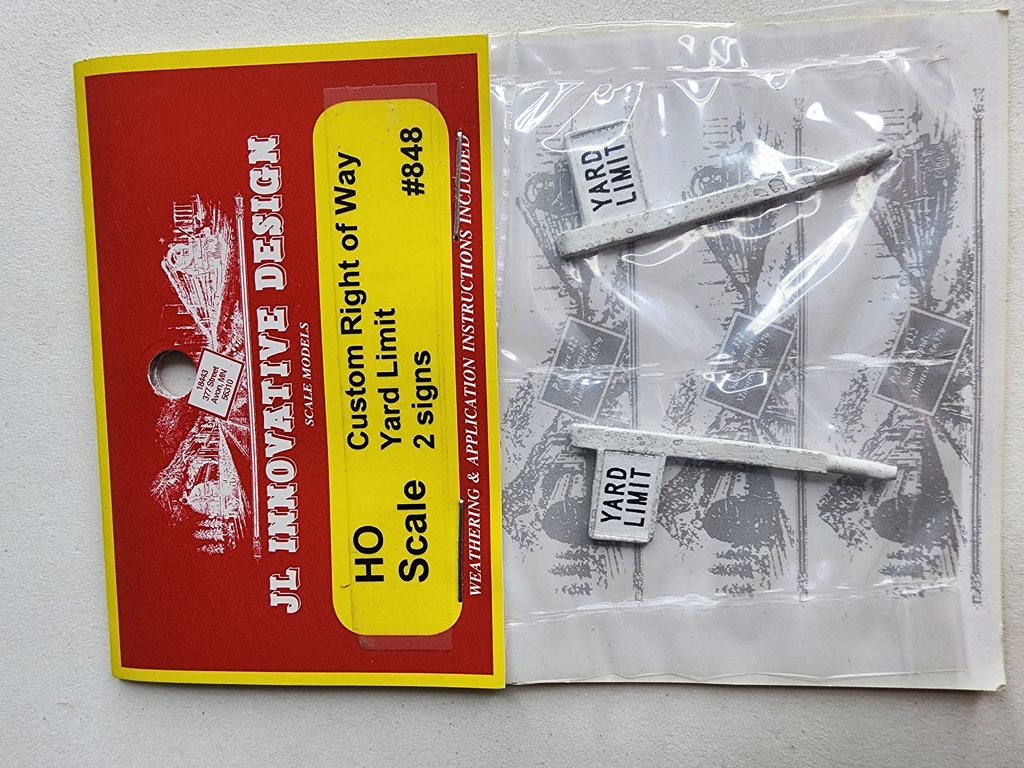 18443
377 Street
Avon, MN
56310
JL INNOVATIVE DESIGN
SCALE MODELS
HO
Scale
Custom Right of Way
Yard Limit
2 signs
#848
WEATHERING & APPLICATION INSTRUCTIONS INCLUDED
YARD
LIMIT
YARD
LIMIT